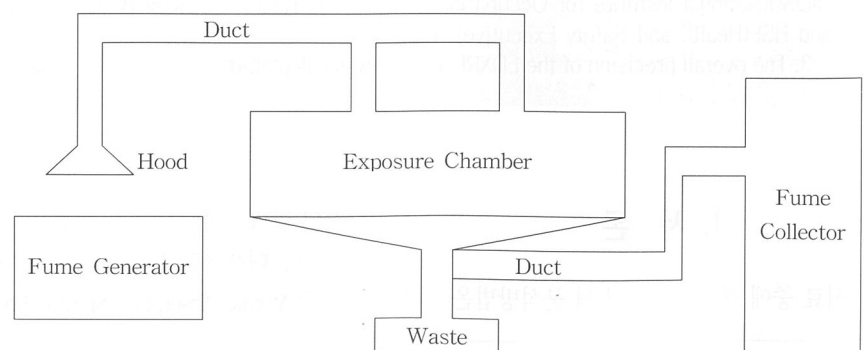 Duct
Hood
Exposure Chamber
Fume
Collector
Fume Generator
Duct
Waste